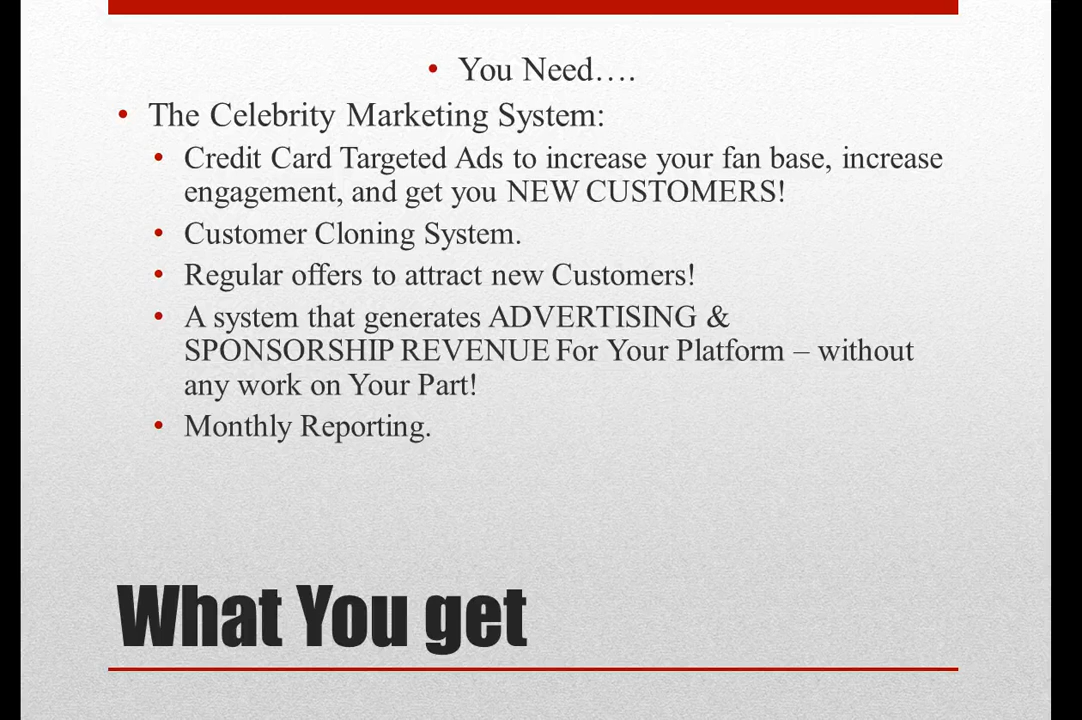 • You Need….
• The Celebrity Marketing System:
• Credit Card Targeted Ads to increase your fan base, increase
engagement, and get you NEW CUSTOMERS!
• Customer Cloning System.
• Regular offers to attract new Customers!
• A system that generates ADVERTISING &
SPONSORSHIP REVENUE For Your Platform – without
any work on Your Part!
• Monthly Reporting.
What You get